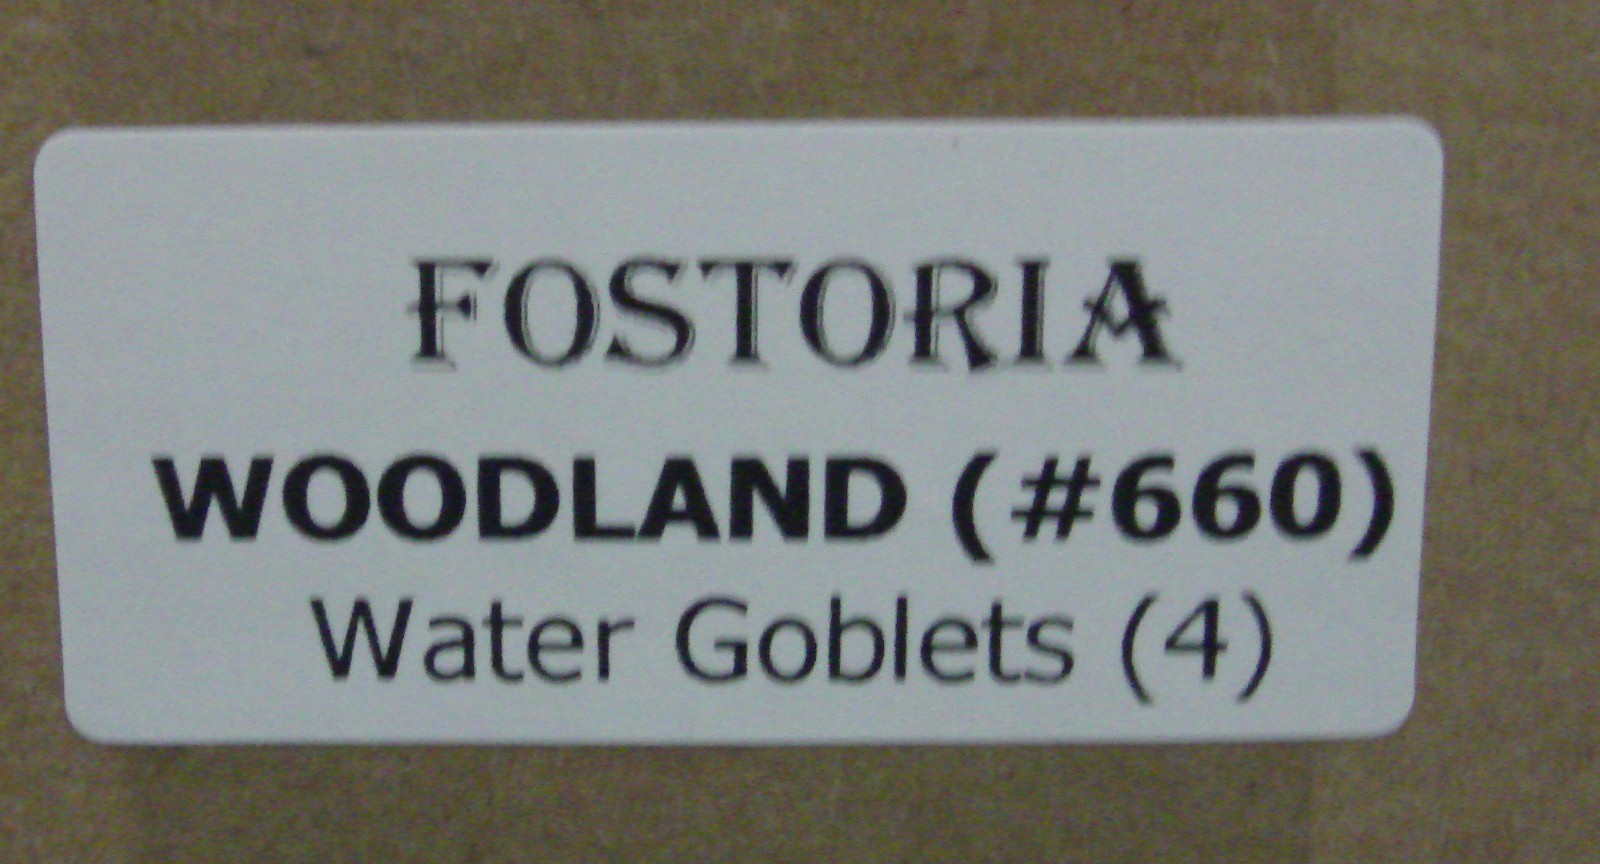 FOSTORIA
WOODLAND (#660)
Water Goblets (4)